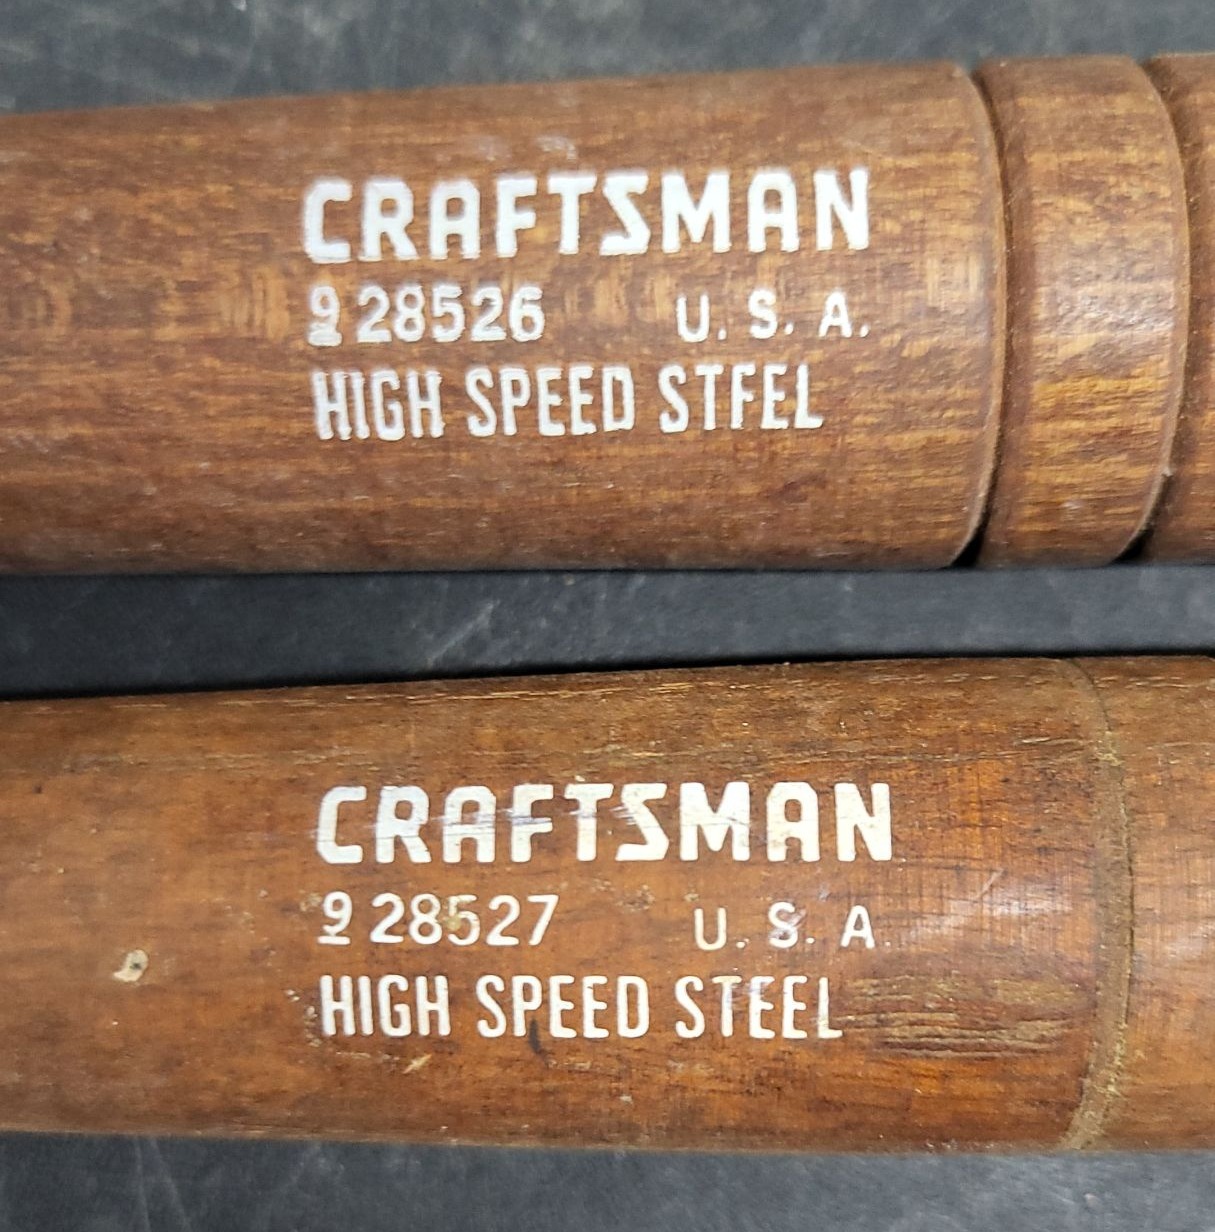 CRAFTSMAN
9 28526 U. S. A.
HIGH SPEED STFEL
CRAFTSMAN
9 28527 U. S. A.
HIGH SPEED STEEL